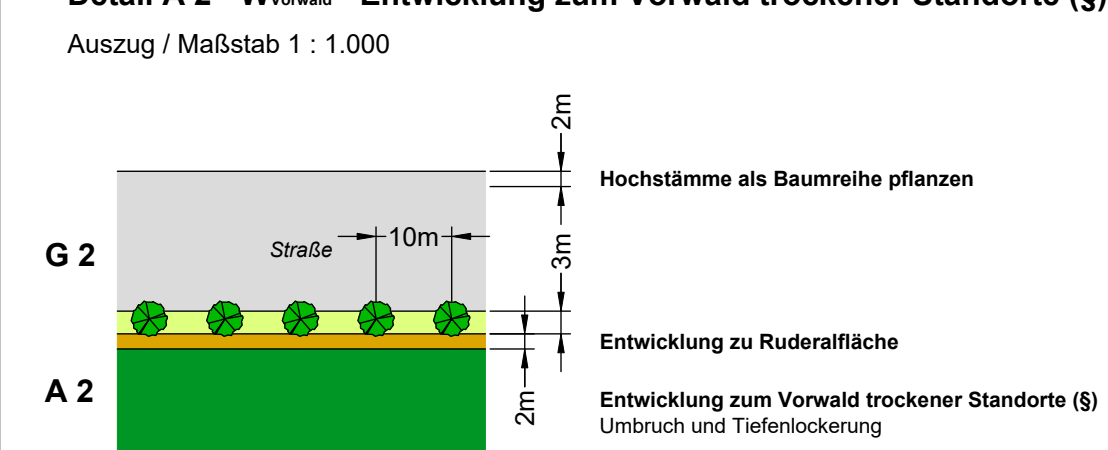 Detail A 2 - WVorwald - Entwicklung zum Vorwald trockener Standorte (§)
Auszug / Maßstab 1 : 1.000
2m
Hochstämme als Baumreihe pflanzen
G 2
Straße
10m
3m
Entwicklung zu Ruderalfläche
A 2
2m
Entwicklung zum Vorwald trockener Standorte (§)
Umbruch und Tiefenlockerung